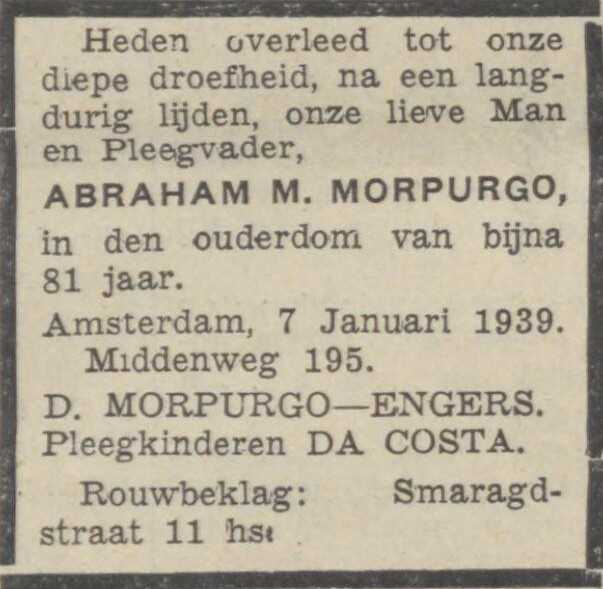 Heden overleed tot onze
diepe droefheid, na een lang-
durig lijden, onze lieve Man
en Pleegvader,
ABRAHAM M. MORPURGO,
in den ouderdom van bijna
81 jaar.
Amsterdam, 7 Januari 1939.
Middenweg 195.
D. MORPURGO—ENGERS.
Pleegkinderen DA COSTA.
Rouwbeklag: Smaragd-
straat 11 hs.